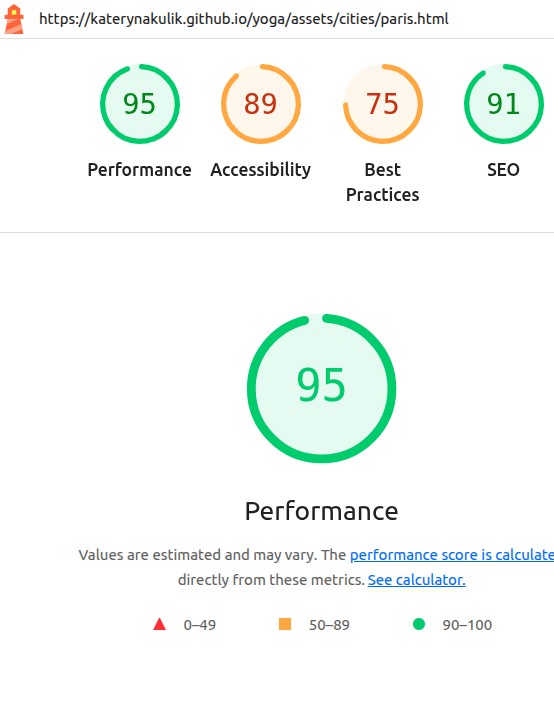 https://katerynakulik.github.io/yoga/assets/cities/paris.html
95 89 75 91
Performance Accessibility Best Practices SEO
95
Performance
Values are estimated and may vary. The performance score is calculate
directly from these metrics. See calculator.
0–49 50–89 90–100